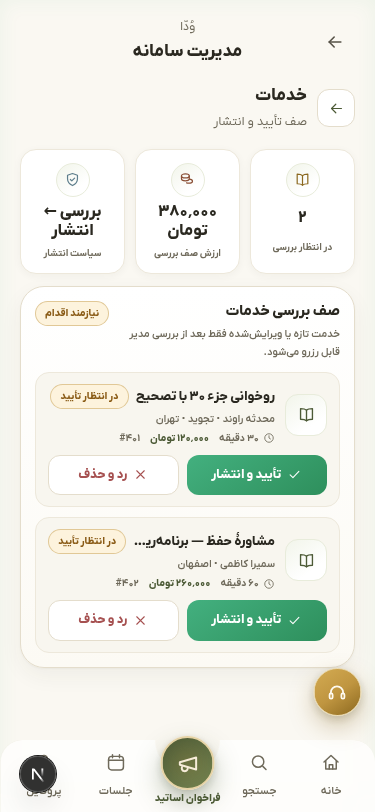 وُدّا
مدیریت سامانه
خدمات
صف تأیید و انتشار
۲
در انتظار بررسی
۳۸۰٬۰۰۰
تومان
ارزش صف بررسی
بررسی ←
انتشار
سیاست انتشار
صف بررسی خدمات
نیازمند اقدام
خدمت تازه یا ویرایش‌شده فقط بعد از بررسی مدیر
قابل رزرو می‌شود.
روخوانی جزء ۳۰ با تصحیح
در انتظار تأیید
محدثه راوند • تجوید • تهران
۳۰ دقیقه ۱۲۰٬۰۰۰ تومان #۴۰۱
تأیید و انتشار
رد و حذف
مشاورهٔ حفظ — برنامه‌ریـ...
در انتظار تأیید
سمیرا کاظمی • اصفهان
۶۰ دقیقه ۲۶۰٬۰۰۰ تومان #۴۰۲
تأیید و انتشار
رد و حذف
خانه
جستجو
فراخوان اساتید
جلسات
N